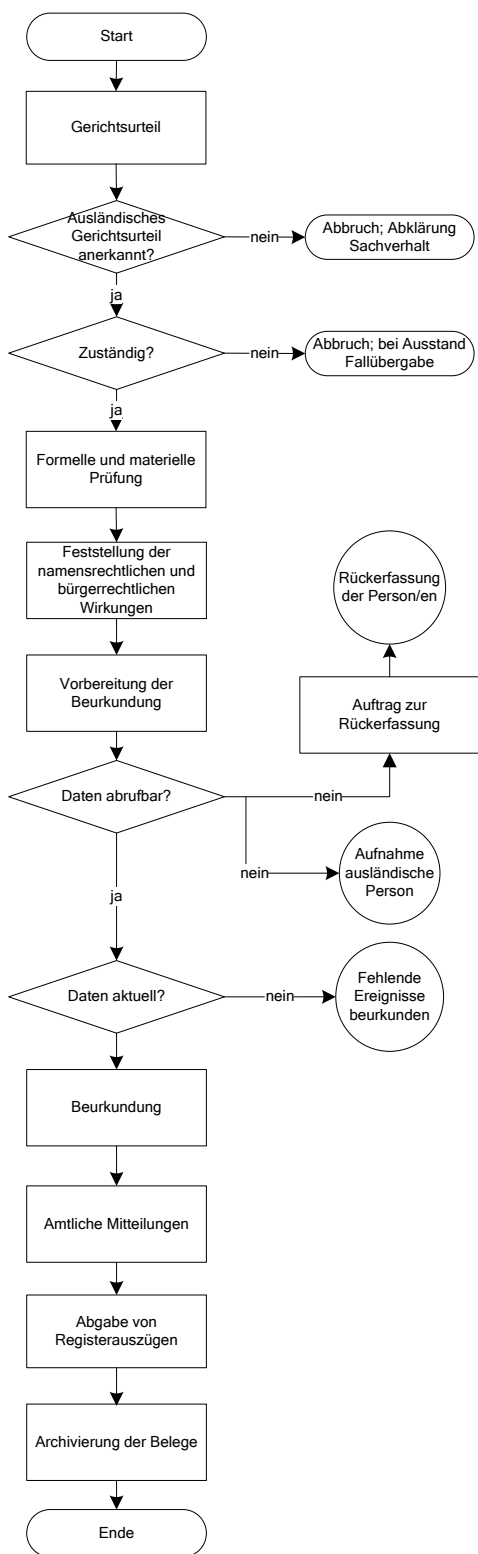 Start
Gerichtsurteil
Ausländisches
Gerichtsurteil
anerkannt?
nein
Abbruch; Abklärung
Sachverhalt
ja
Zuständig?
nein
Abbruch; bei Ausstand
Fallübergabe
ja
Formelle und materielle
Prüfung
Feststellung der
namensrechtlichen und
bürgerrechtlichen
Wirkungen
Rückerfassung
der Person/en
Vorbereitung der
Beurkundung
Auftrag zur
Rückerfassung
Daten abrufbar?
nein
nein
Aufnahme
ausländische
Person
ja
Daten aktuell?
nein
Fehlende
Ereignisse
beurkunden
Beurkundung
Amtliche Mitteilungen
Abgabe von
Registerauszügen
Archivierung der Belege
Ende